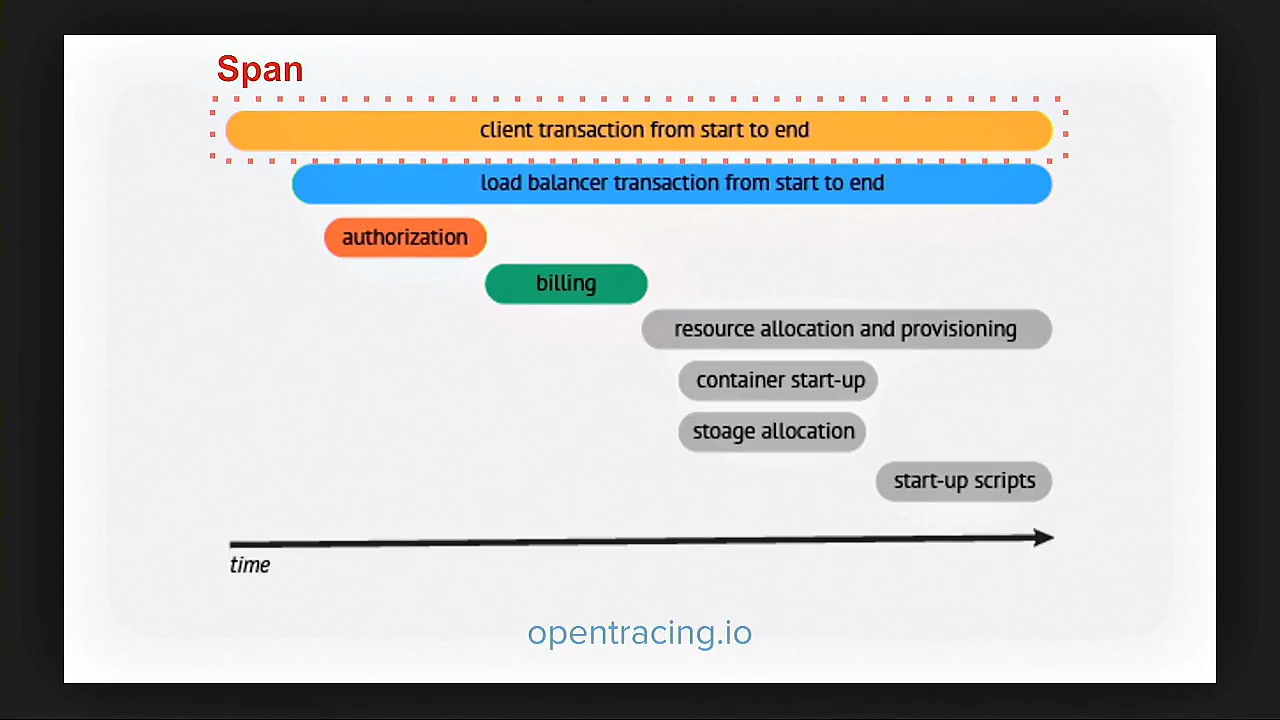 Span
client transaction from start to end
load balancer transaction from start to end
authorization
billing
resource allocation and provisioning
container start-up
stoage allocation
start-up scripts
time
opentracing.io